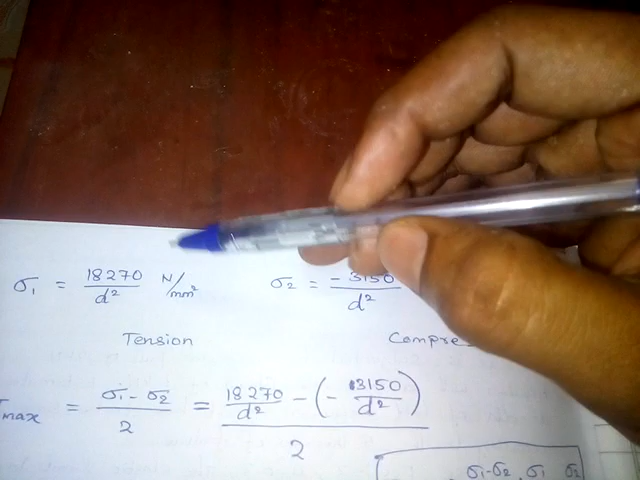 σ₁ = 18270/d² N/mm² σ₂ = -3150/d²
Tension Compre
max = (σ₁ - σ₂)/2 = (18270/d² - (- 3150/d²))/2
σ₁-σ₂ σ₁ σ₂